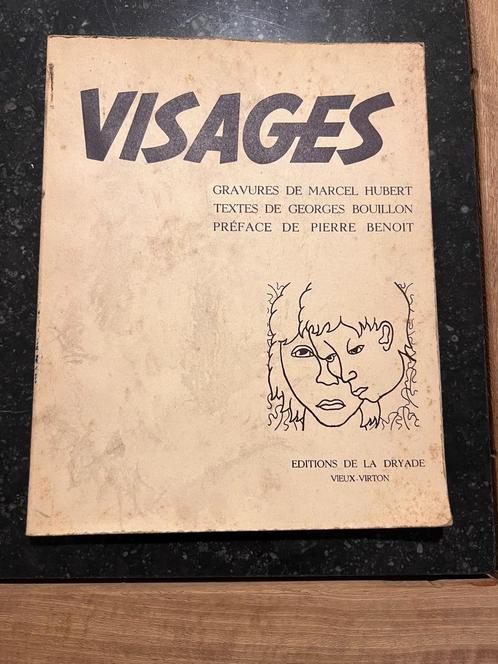 VISAGES
GRAVURES DE MARCEL HUBERT
TEXTES DE GEORGES BOUILLON
PRÉFACE DE PIERRE BENOIT
EDITIONS DE LA DRYADE
VIEUX-VIRTON